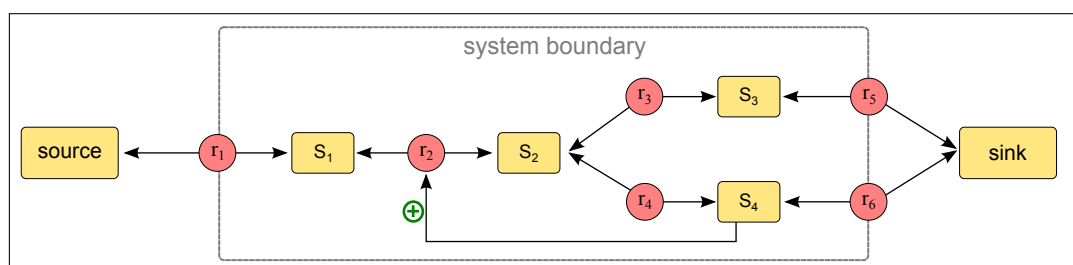 system boundary
r₃ S₃ r₅
source r₁ S₁ r₂ S₂ sink
r₄ S₄ r₆
+